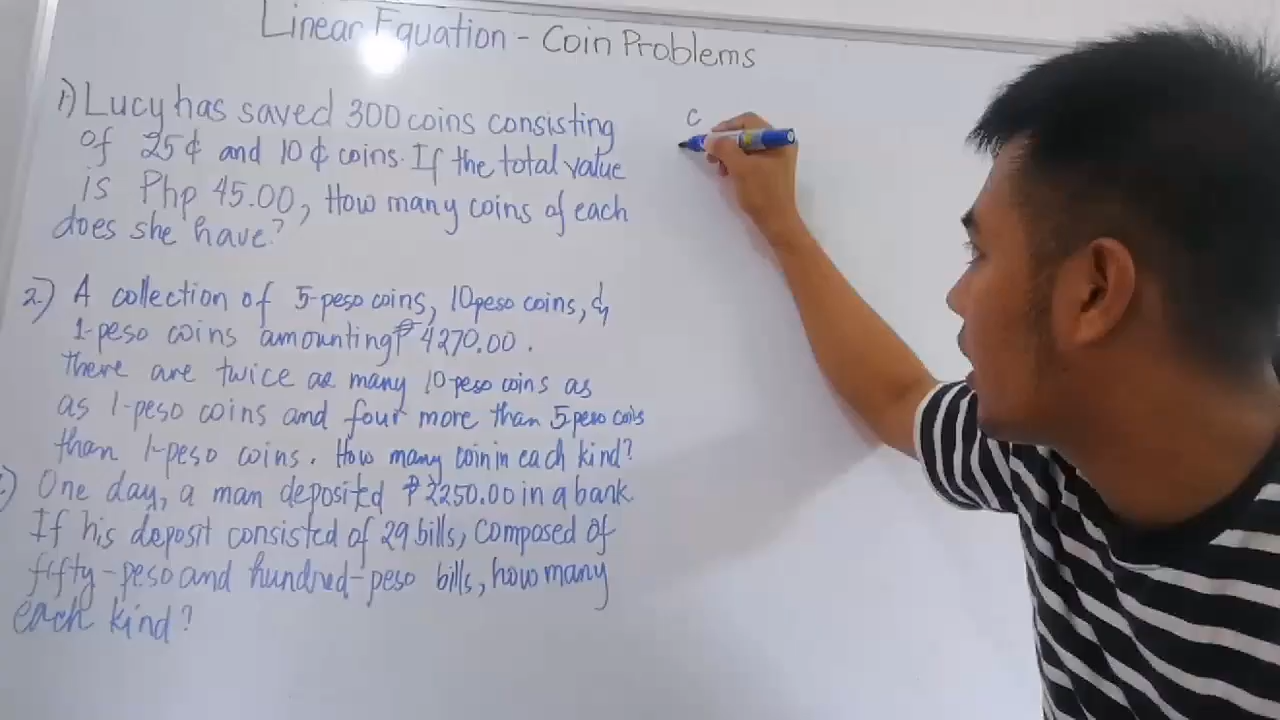 Linear Equation - Coin Problems
1.) Lucy has saved 300 coins consisting
of 25¢ and 10¢ coins. If the total value
is Php 45.00, How many coins of each
does she have?
2.) A collection of 5-peso coins, 10peso coins, &
1-peso coins amounting ₱4270.00.
there are twice as many 10-peso coins as
as 1-peso coins and four more than 5peso coins
than 1-peso coins. How many coin in each kind?
One day, a man deposited ₱2250.00 in a bank.
If his deposit consisted of 29 bills, composed of
fifty-peso and hundred-peso bills, how many
each kind?
c